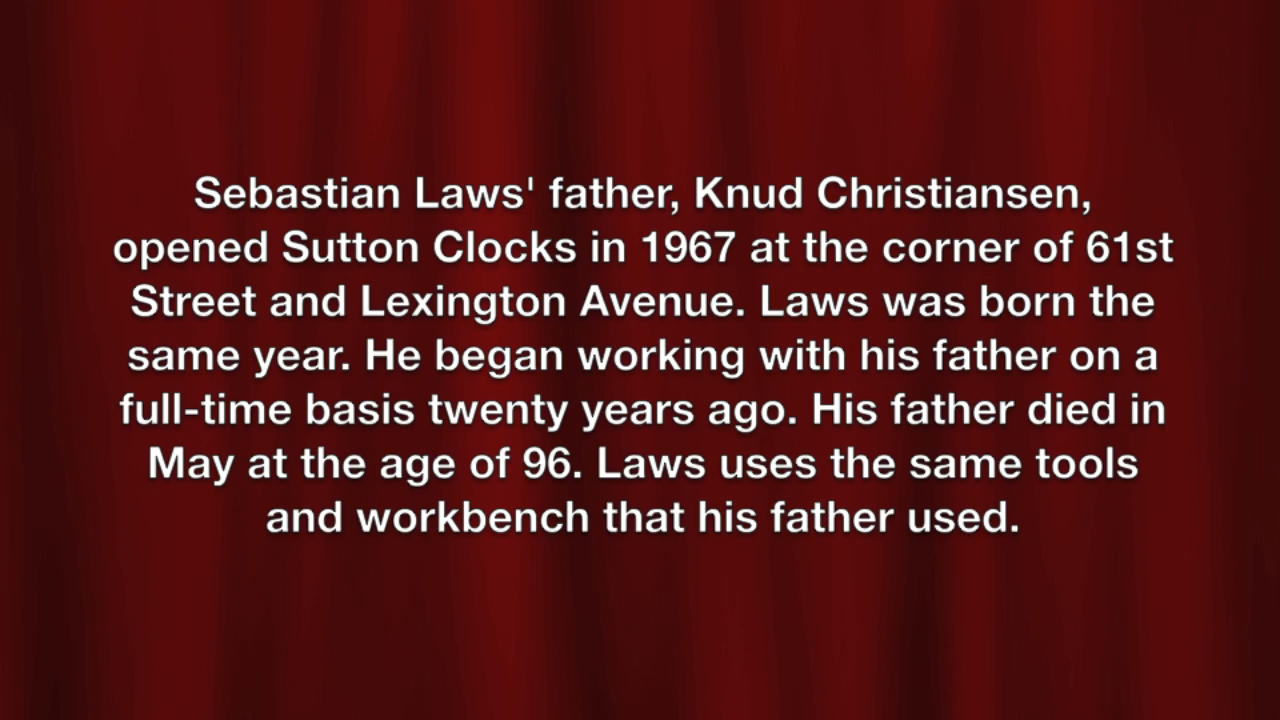 Sebastian Laws' father, Knud Christiansen,
opened Sutton Clocks in 1967 at the corner of 61st
Street and Lexington Avenue. Laws was born the
same year. He began working with his father on a
full-time basis twenty years ago. His father died in
May at the age of 96. Laws uses the same tools
and workbench that his father used.